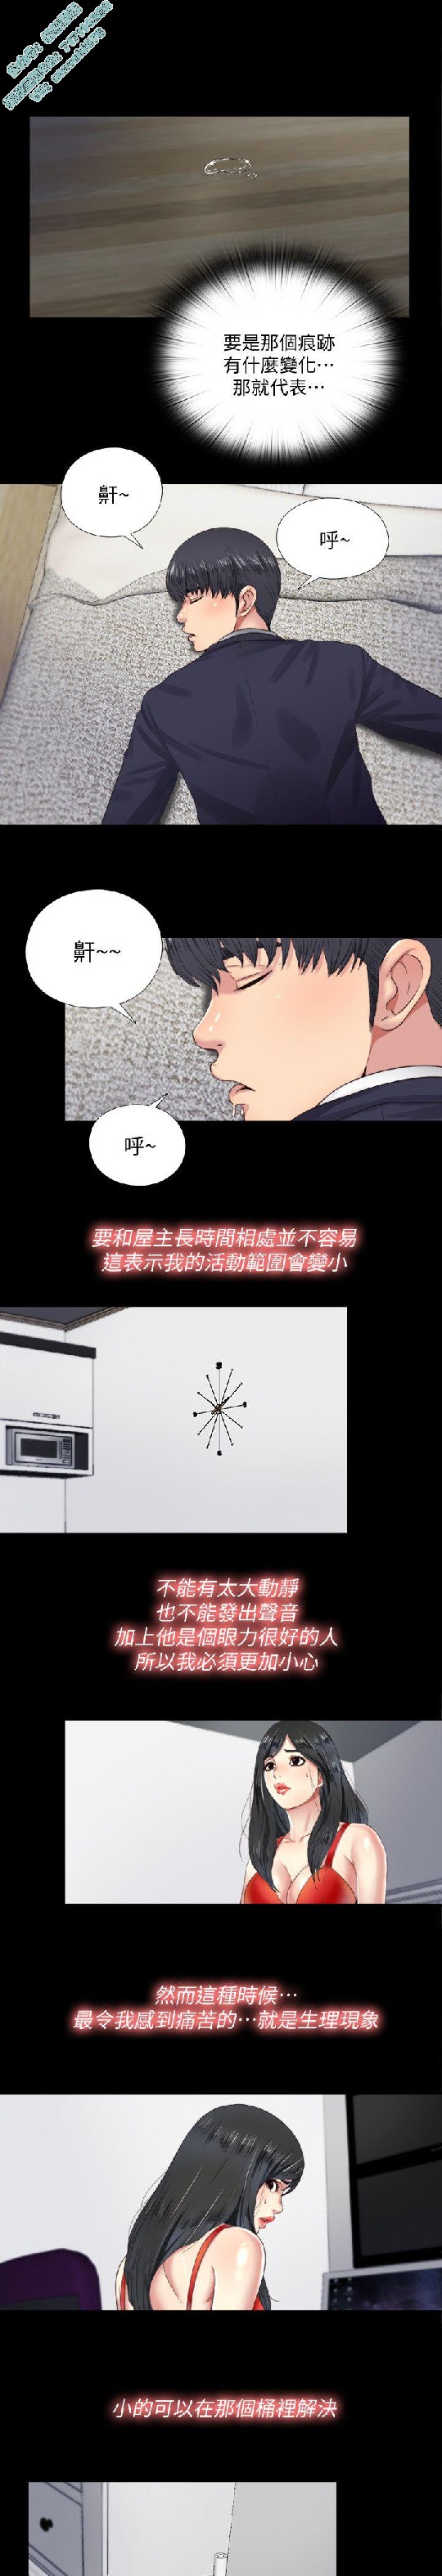 要是那個痕跡
有什麼變化⋯
那就代表⋯
鼾~
呼~
鼾~~
呼~
要和屋主長時間相處並不容易
這表示我的活動範圍會變小
不能有太大動靜
也不能發出聲音
加上他是個眼力很好的人
所以我必須更加小心
然而這種時候⋯
最令我感到痛苦的⋯就是生理現象
小的可以在那個桶裡解決